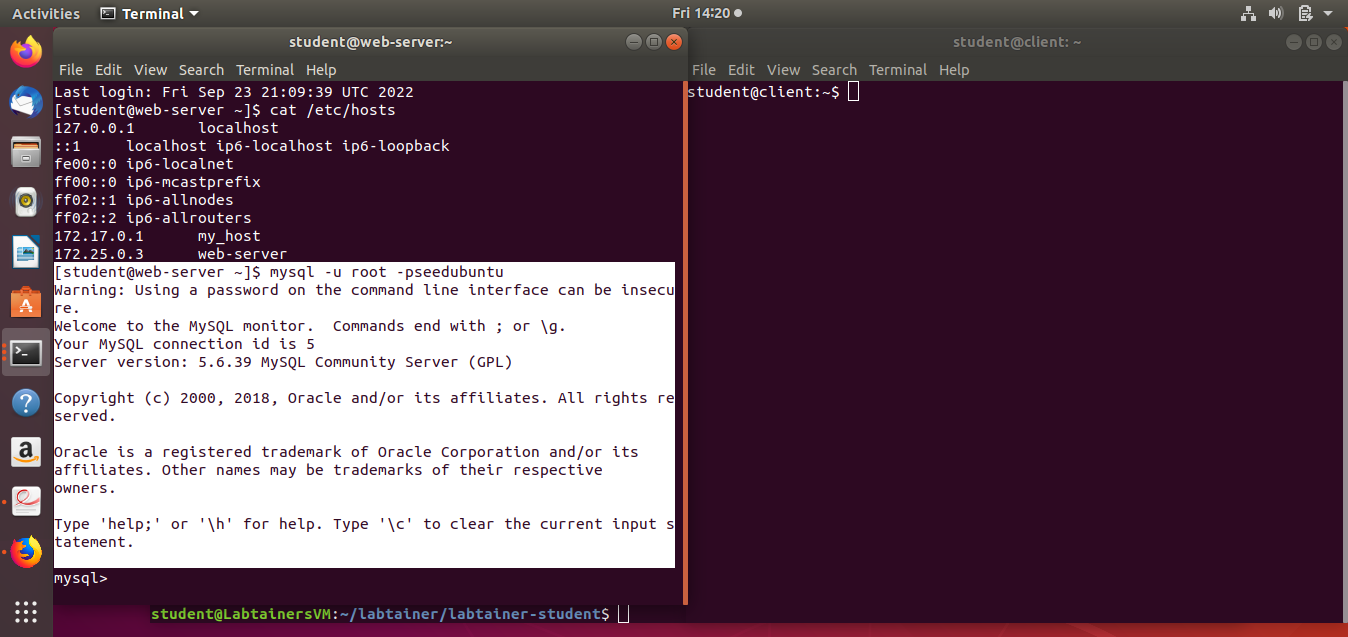 Activities Terminal Fri 14:20
student@web-server:~
File Edit View Search Terminal Help
Last login: Fri Sep 23 21:09:39 UTC 2022
[student@web-server ~]$ cat /etc/hosts
127.0.0.1       localhost
::1     localhost ip6-localhost ip6-loopback
fe00::0 ip6-localnet
ff00::0 ip6-mcastprefix
ff02::1 ip6-allnodes
ff02::2 ip6-allrouters
172.17.0.1      my_host
172.25.0.3      web-server
[student@web-server ~]$ mysql -u root -pseedubuntu
Warning: Using a password on the command line interface can be insecu
re.
Welcome to the MySQL monitor.  Commands end with ; or \g.
Your MySQL connection id is 5
Server version: 5.6.39 MySQL Community Server (GPL)
Copyright (c) 2000, 2018, Oracle and/or its affiliates. All rights re
served.
Oracle is a registered trademark of Oracle Corporation and/or its
affiliates. Other names may be trademarks of their respective
owners.
Type 'help;' or '\h' for help. Type '\c' to clear the current input s
tatement.
mysql>
student@client: ~
File Edit View Search Terminal Help
student@client:~$
student@LabtainersVM:~/labtainer/labtainer-student$